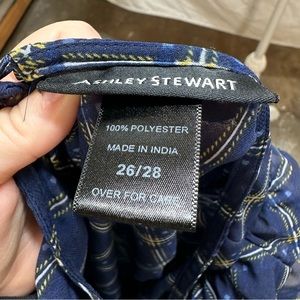 ASHLEY STEWART
100% POLYESTER
MADE IN INDIA
26/28
OVER FOR CARE